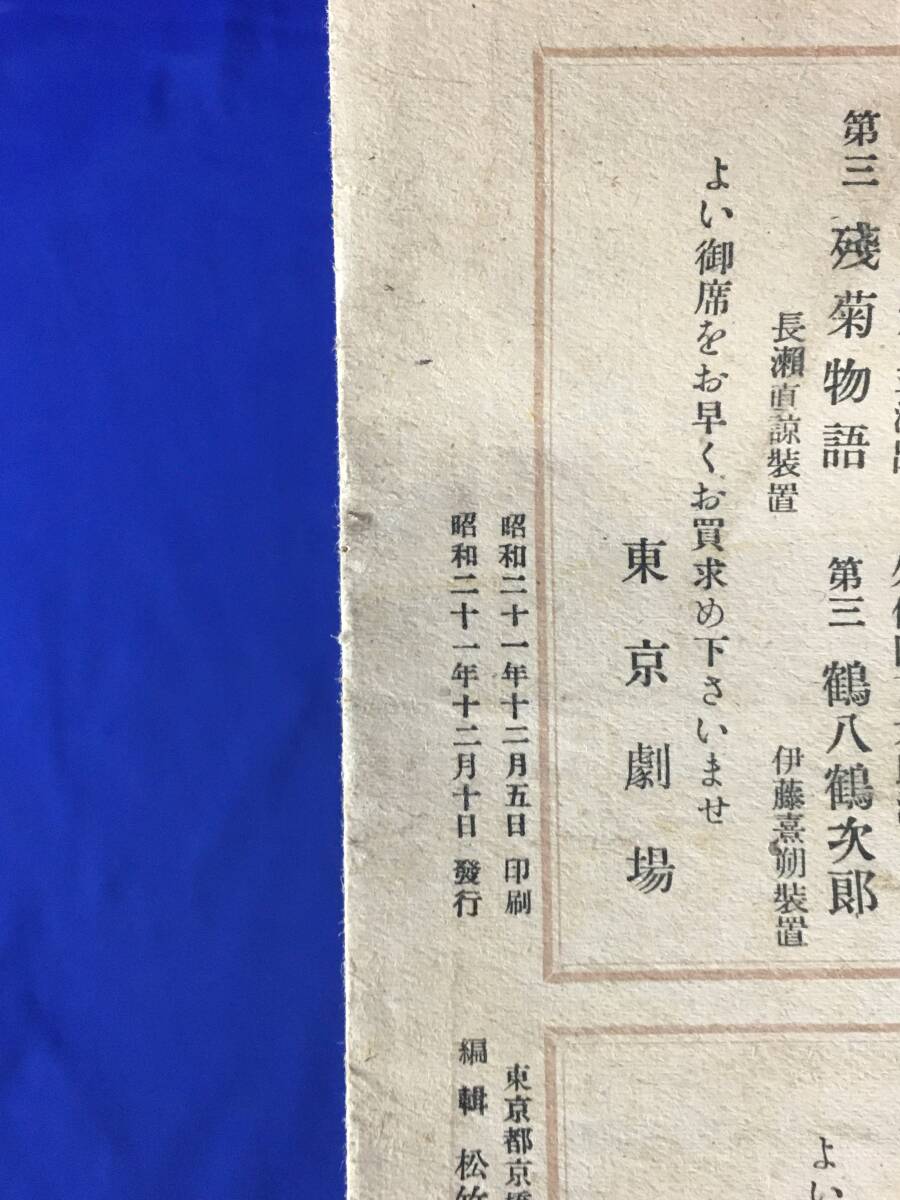 第三 殘菊物語
第三 鶴八鶴次郎
長瀨直諒裝置
伊藤熹朔裝置
よい御席をお早くお買求め下さいませ
東京劇場
昭和二十一年十二月五日 印刷
昭和二十一年十二月十日 發行
東京都京橋
編輯 松竹
よい